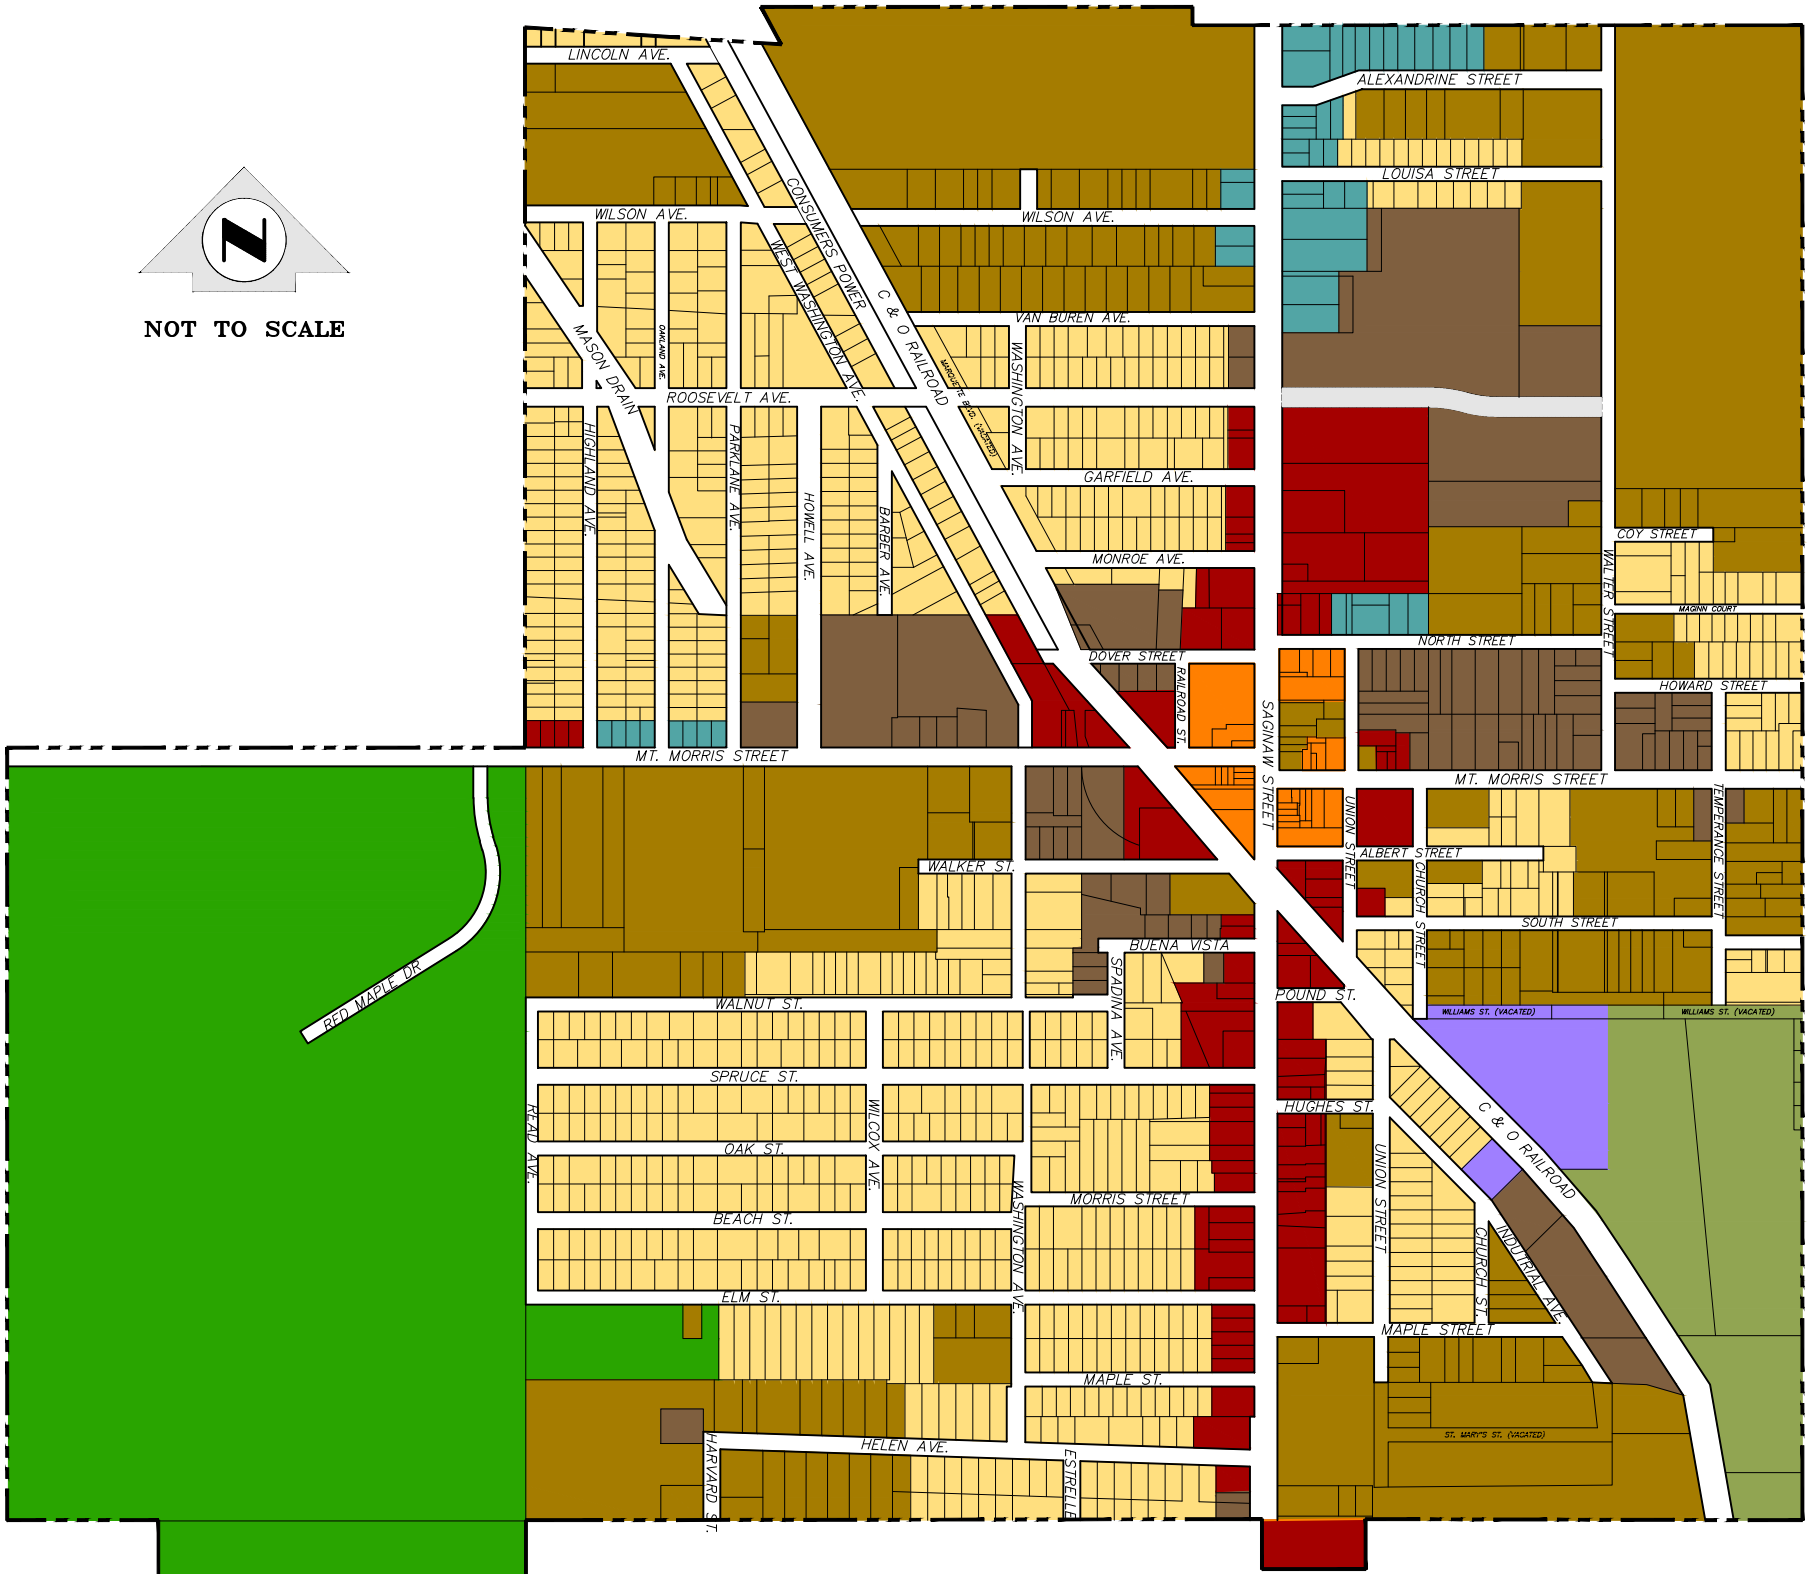 LINCOLN AVE.
ALEXANDRINE STREET
LOUISA STREET
WILSON AVE.
CONSUMERS POWER
WILSON AVE.
N
NOT TO SCALE
WEST WASHINGTON AVE.
C & O RAILROAD
VAN BUREN AVE.
MASON DRAIN
OAKLAND AVE.
MARQUETTE BLVD. (VACATED)
WASHINGTON AVE.
ROOSEVELT AVE.
HIGHLAND AVE.
PARKLANE AVE.
HOWELL AVE.
BARBER AVE.
GARFIELD AVE.
MONROE AVE.
COY STREET
WALTER STREET
MAGINN COURT
NORTH STREET
DOVER STREET
RAILROAD ST.
HOWARD STREET
SAGINAW STREET
MT. MORRIS STREET
MT. MORRIS STREET
UNION STREET
TEMPERANCE STREET
ALBERT STREET
WALKER ST.
CHURCH STREET
SOUTH STREET
BUENA VISTA
SPADINA AVE.
RED MAPLE DR
WALNUT ST.
POUND ST.
WILLIAMS ST. (VACATED)
WILLIAMS ST. (VACATED)
SPRUCE ST.
READ AVE.
WILCOX AVE.
HUGHES ST.
C & O RAILROAD
OAK ST.
UNION STREET
WASHINGTON AVE.
MORRIS STREET
BEACH ST.
CHURCH ST.
INDUTRIAL AVE.
ELM ST.
MAPLE STREET
MAPLE ST.
HARVARD ST.
HELEN AVE.
ESTRELLE
ST. MARY'S ST. (VACATED)